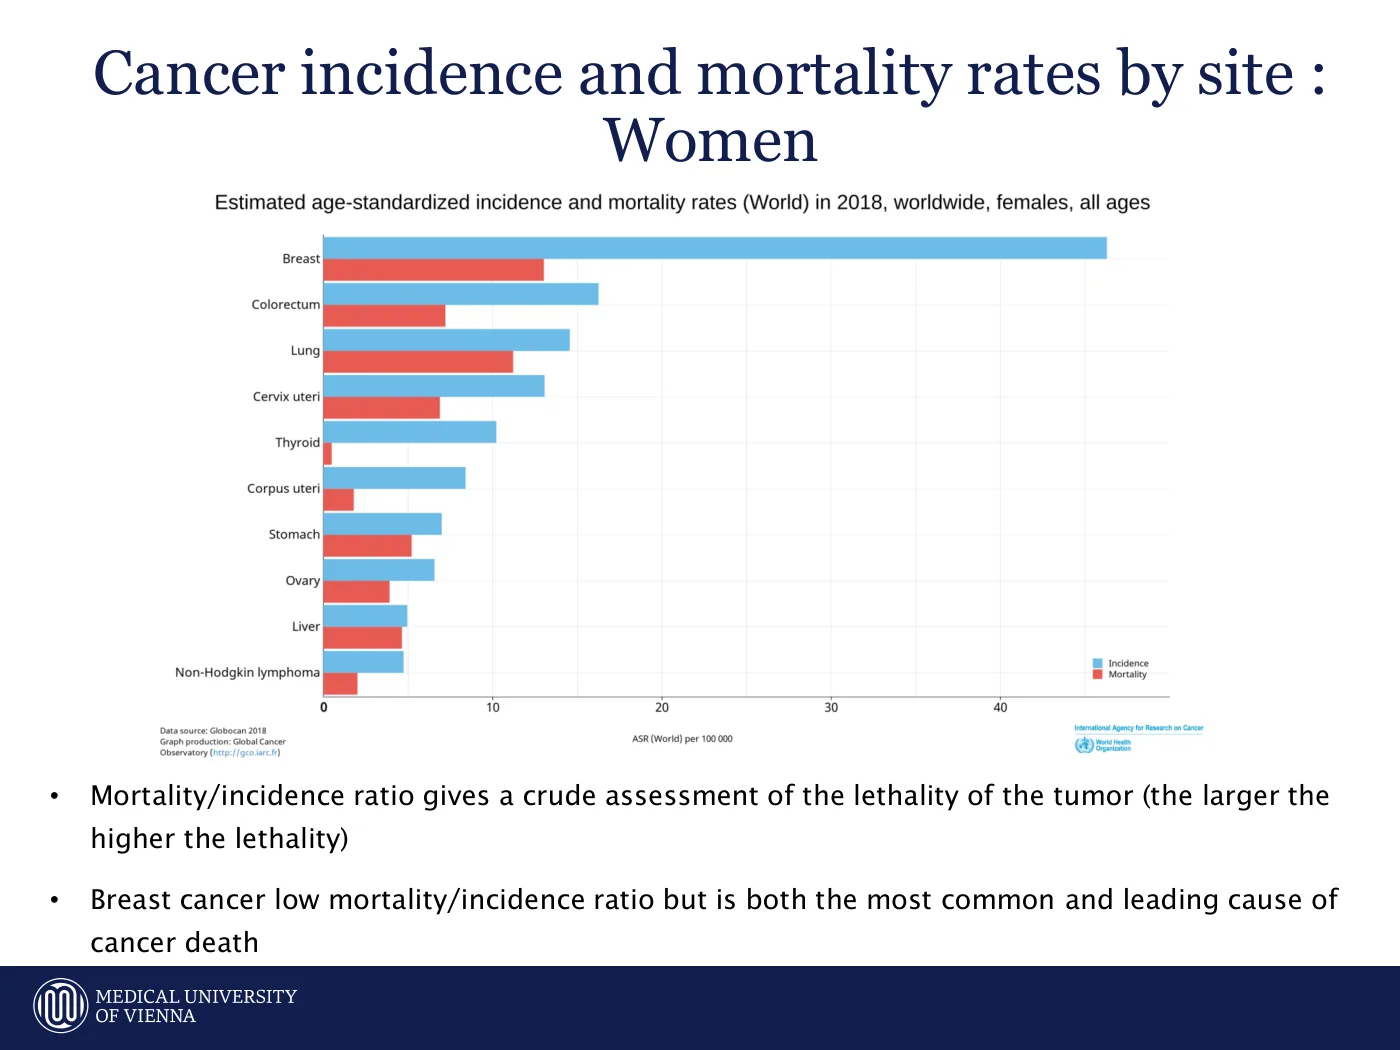 Cancer incidence and mortality rates by site :
Women
Estimated age-standardized incidence and mortality rates (World) in 2018, worldwide, females, all ages
Breast
Colorectum
Lung
Cervix uteri
Thyroid
Corpus uteri
Stomach
Ovary
Liver
Non-Hodgkin lymphoma
Incidence
Mortality
0 10 20 30 40
ASR (World) per 100 000
Data source: Globocan 2018
Graph production: Global Cancer
Observatory (http://gco.iarc.fr)
International Agency for Research on Cancer
World Health
Organization
• Mortality/incidence ratio gives a crude assessment of the lethality of the tumor (the larger the
higher the lethality)
• Breast cancer low mortality/incidence ratio but is both the most common and leading cause of
cancer death
MEDICAL UNIVERSITY
OF VIENNA